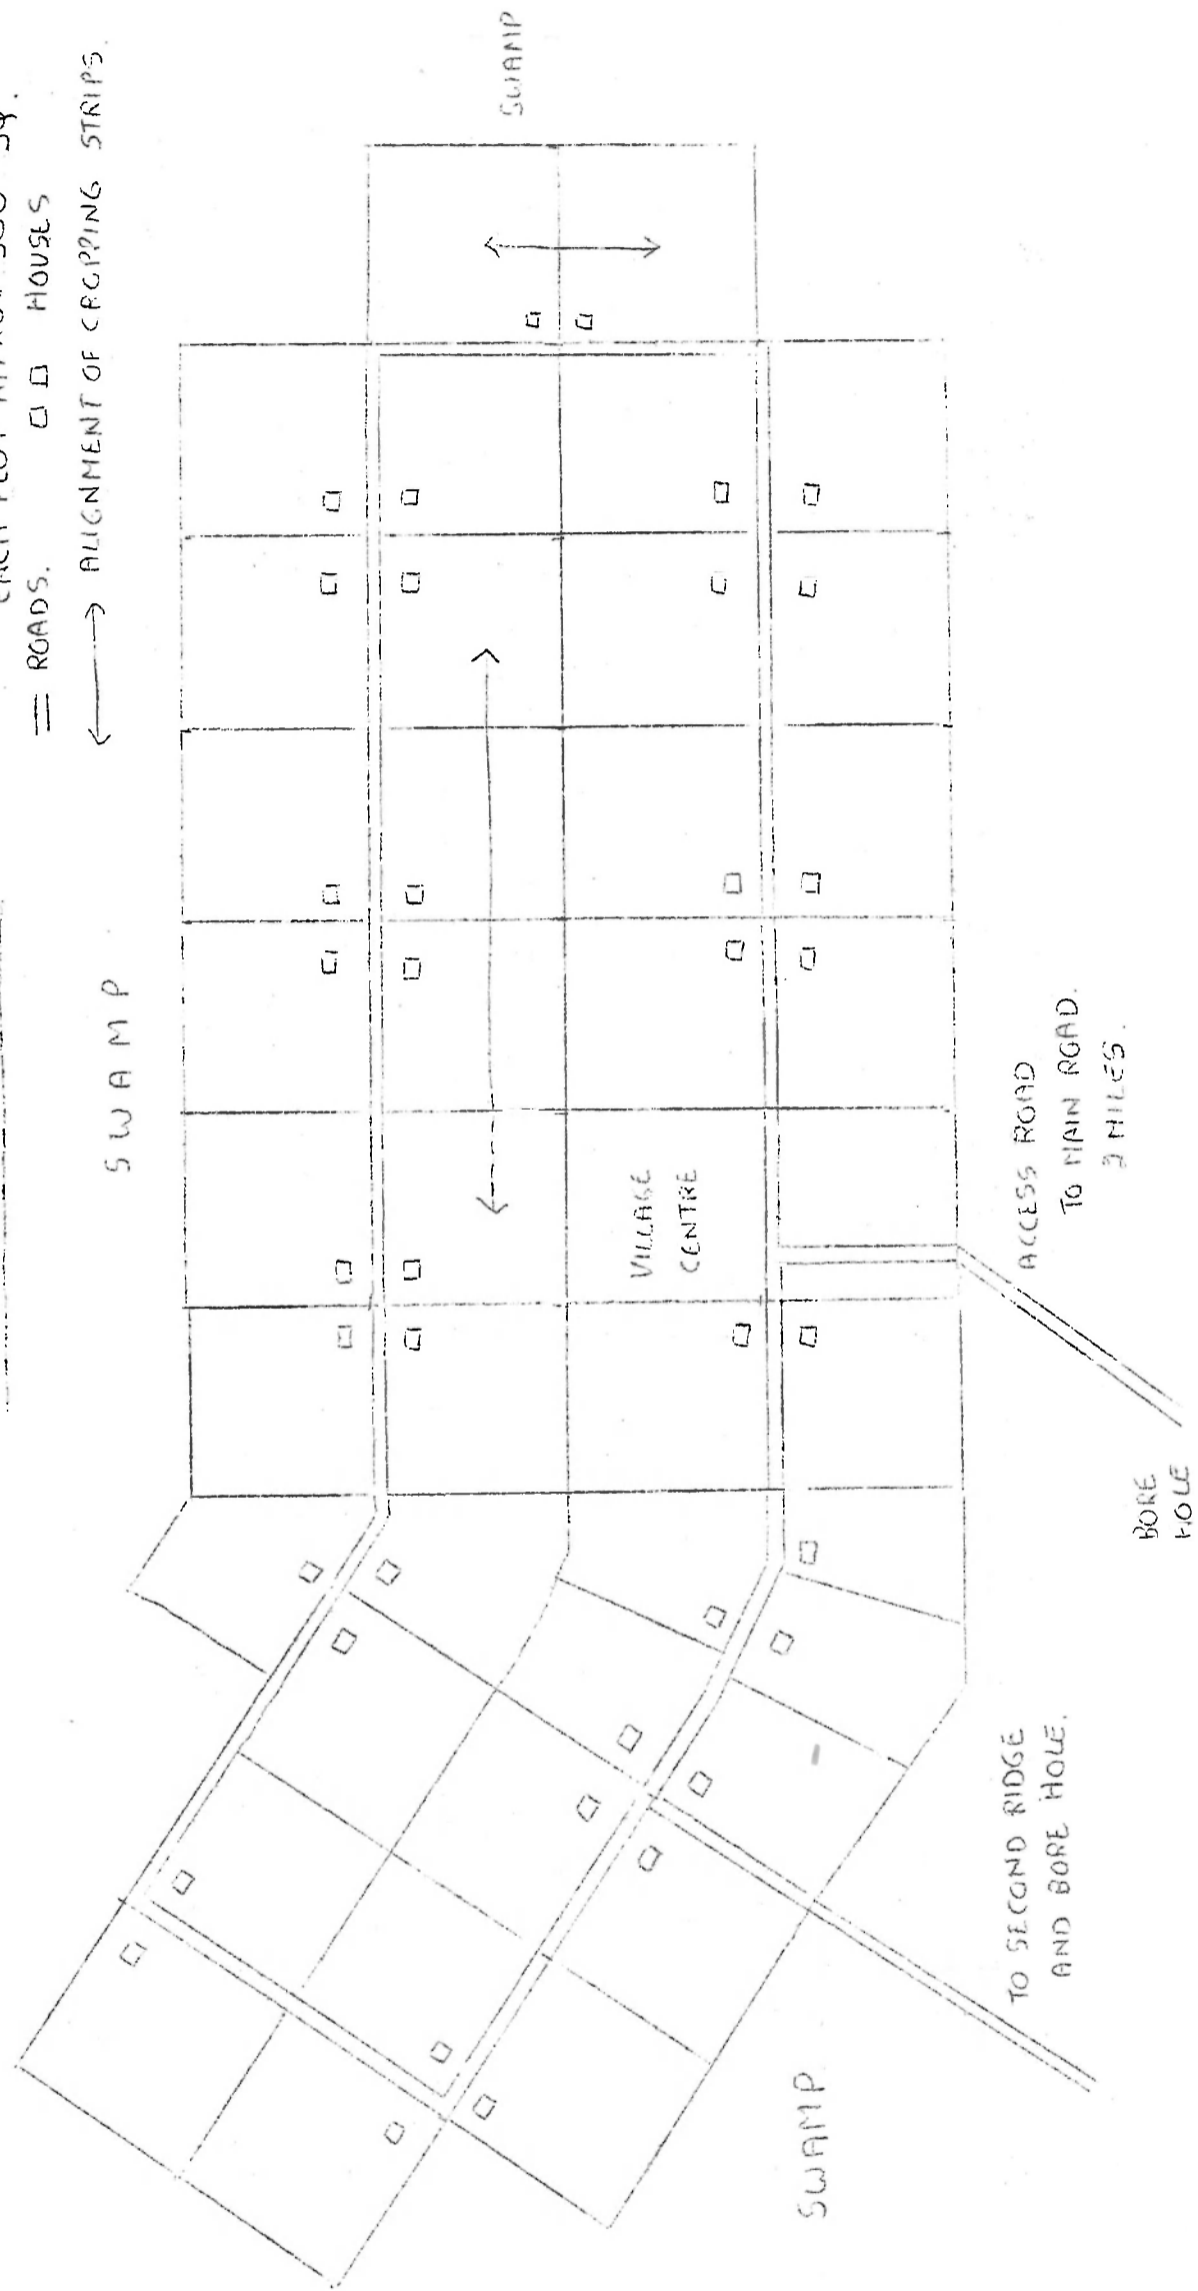 = ROADS. □ □ HOUSES
←→ ALIGNMENT OF CROPPING STRIPS.
SWAMP
SWAMP
VILLAGE
CENTRE
ACCESS ROAD
TO MAIN ROAD.
MILES.
BORE
HOLE
TO SECOND RIDGE
AND BORE HOLE.
SWAMP